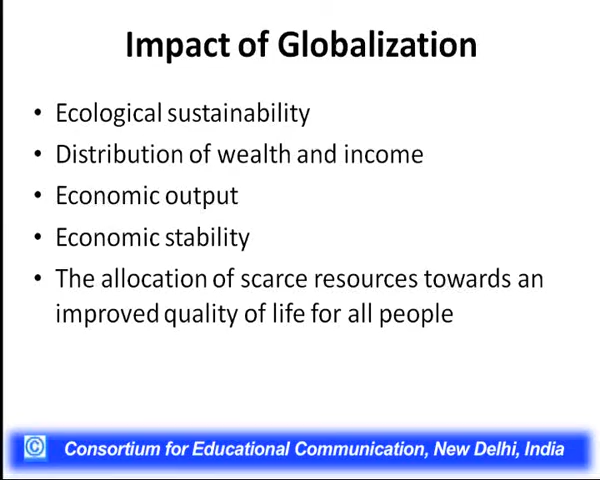 Impact of Globalization
• Ecological sustainability
• Distribution of wealth and income
• Economic output
• Economic stability
• The allocation of scarce resources towards an
improved quality of life for all people
© Consortium for Educational Communication, New Delhi, India